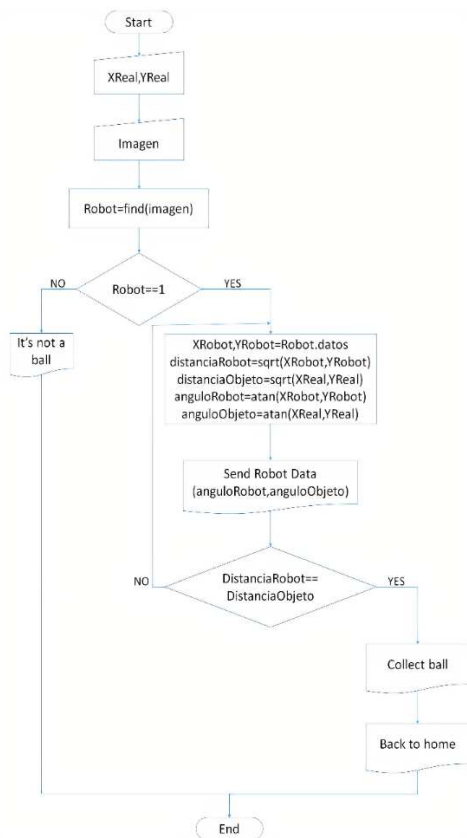 Start
XReal,YReal
Imagen
Robot=find(imagen)
NO
Robot==1
YES
It's not a
ball
XRobot,YRobot=Robot.datos
distanciaRobot=sqrt(XRobot,YRobot)
distanciaObjeto=sqrt(XReal,YReal)
anguloRobot=atan(XRobot,YRobot)
anguloObjeto=atan(XReal,YReal)
Send Robot Data
(anguloRobot,anguloObjeto)
NO
DistanciaRobot==
DistanciaObjeto
YES
Collect ball
Back to home
End